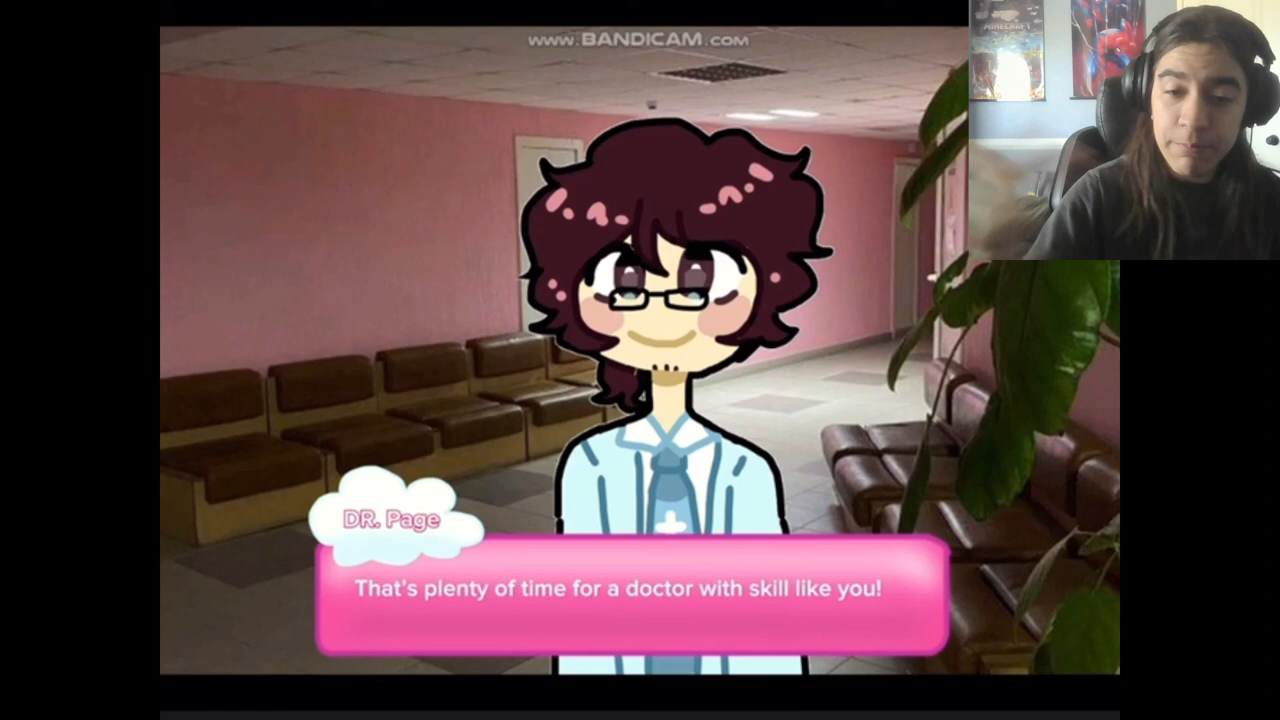 www.BANDICAM.com
MINECRAFT
DR. Page
That's plenty of time for a doctor with skill like you!